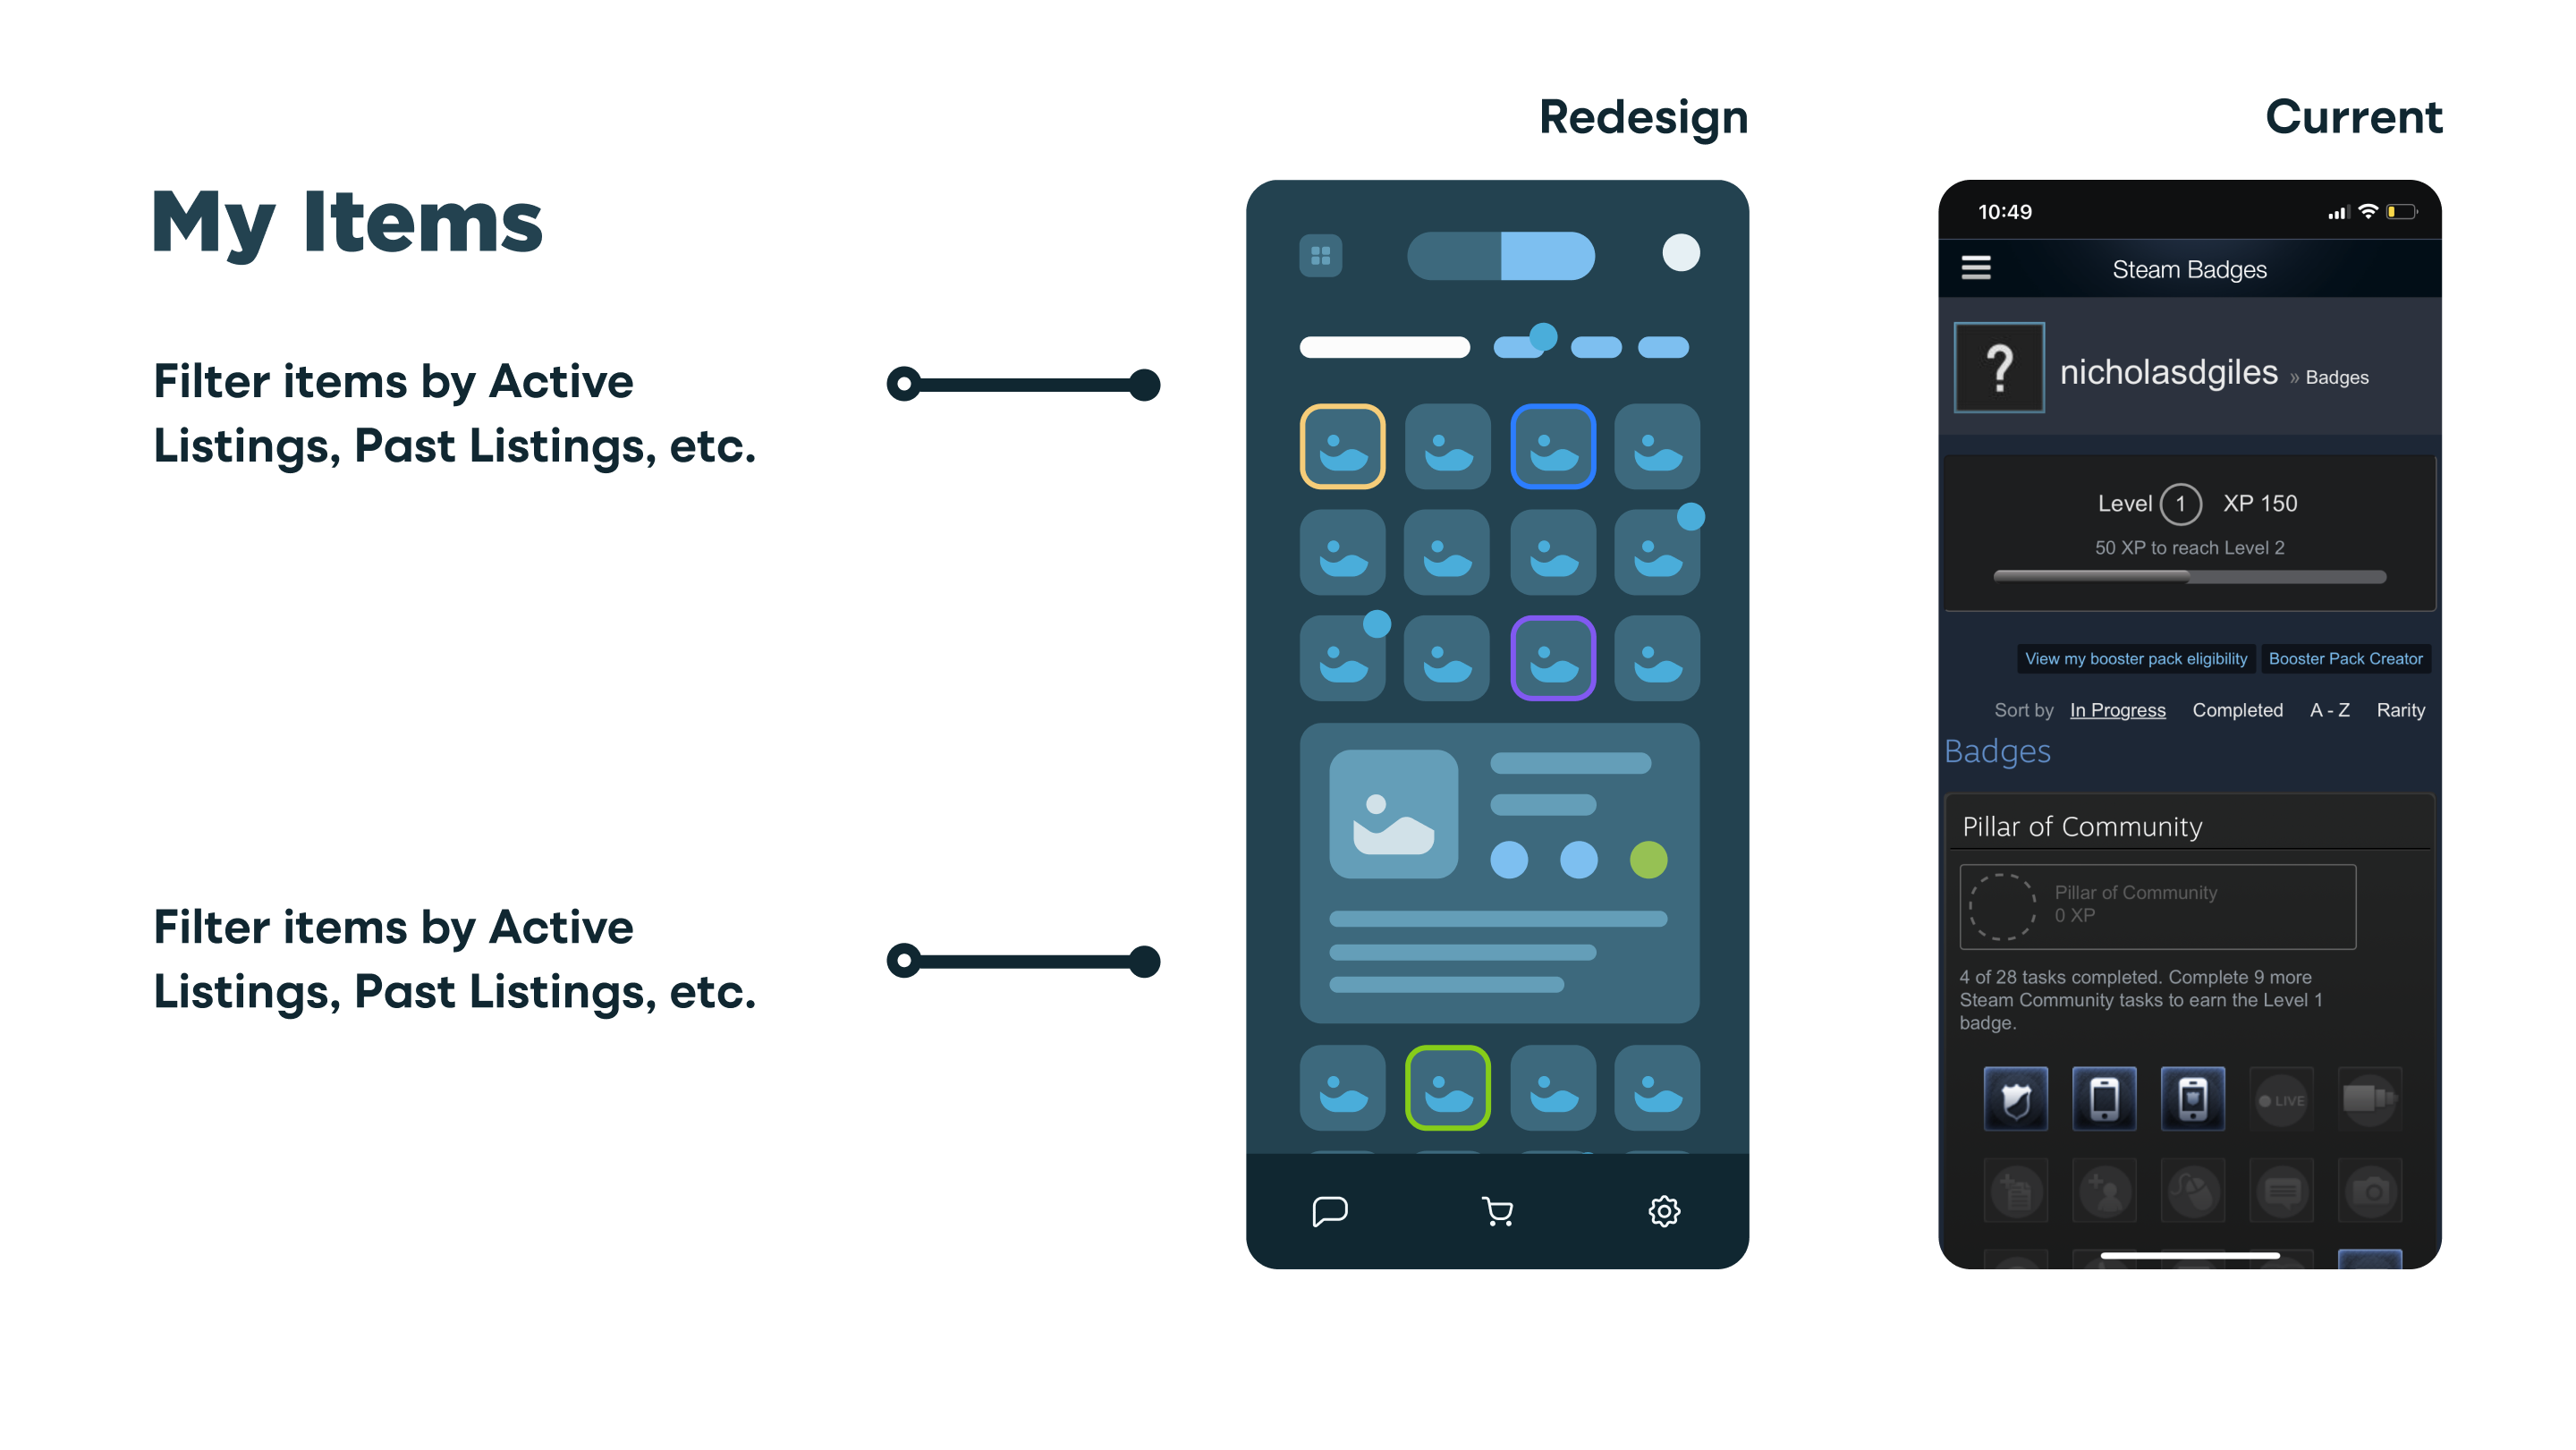 My Items
Filter items by Active
Listings, Past Listings, etc.
Filter items by Active
Listings, Past Listings, etc.
Redesign
Current
10:49
Steam Badges
?
nicholasdgiles » Badges
Level 1 XP 150
50 XP to reach Level 2
View my booster pack eligibility Booster Pack Creator
Sort by In Progress Completed A - Z Rarity
Badges
Pillar of Community
Pillar of Community
0 XP
4 of 28 tasks completed. Complete 9 more
Steam Community tasks to earn the Level 1
badge.
LIVE